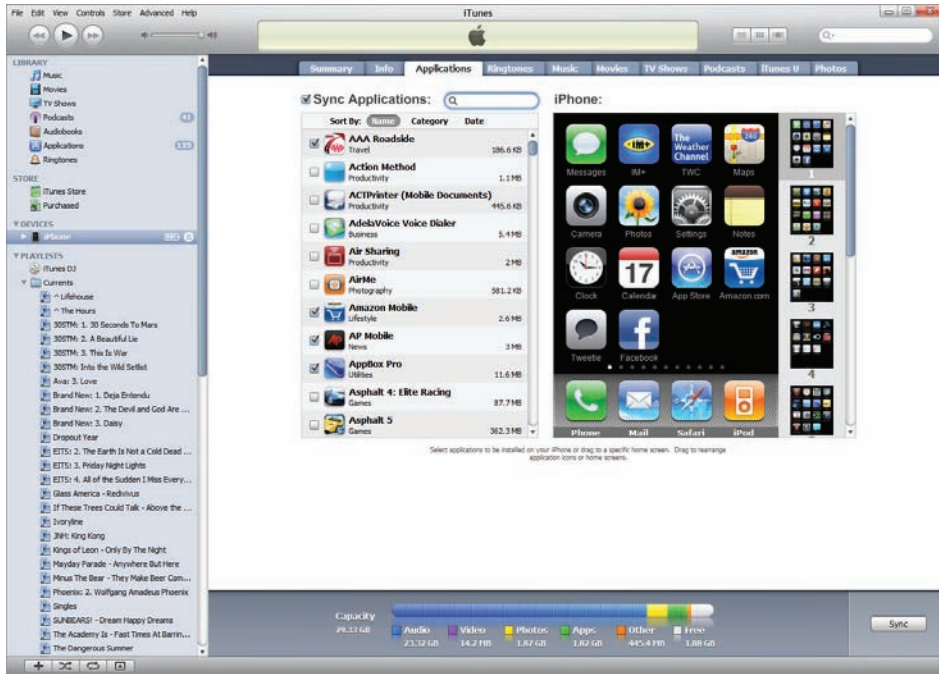 File Edit View Controls Store Advanced Help
iTunes
LIBRARY
Music
Movies
TV Shows
Podcasts
Audiobooks
Applications
Ringtones
STORE
iTunes Store
Purchased
DEVICES
iPhone
PLAYLISTS
iTunes DJ
Currents
^ Lifehouse
^ The Hours
30STM: 1. 30 Seconds To Mars
30STM: 2. A Beautiful Lie
30STM: 3. This Is War
30STM: Into the Wild Setlist
Ava: 3. Love
Brand New: 1. Deja Entendu
Brand New: 2. The Devil and God Are ...
Brand New: 3. Daisy
Dropout Year
EITS: 2. The Earth Is Not a Cold Dead ...
EITS: 3. Friday Night Lights
EITS: 4. All of the Sudden I Miss Every...
Glass America - Redivivus
If These Trees Could Talk - Above the ...
Ivoryline
JNH: King Kong
Kings of Leon - Only By The Night
Mayday Parade - Anywhere But Here
Minus The Bear - They Make Beer Com...
Phoenix: 2. Wolfgang Amadeus Phoenix
Singles
SUNBEARS! - Dream Happy Dreams
The Academy Is - Fast Times At Barrin...
The Dangerous Summer
Summary Info Applications Ringtones Music Movies TV Shows Podcasts iTunes U Photos
Sync Applications:
Sort By: Name Category Date
AAA Roadside
Travel 186.6 KB
Action Method
Productivity 1.1 MB
ACTPrinter (Mobile Documents)
Productivity 445.6 KB
AdelaVoice Voice Dialer
Business 5.4 MB
Air Sharing
Productivity 2 MB
AirMe
Photography 581.2 KB
Amazon Mobile
Lifestyle 2.6 MB
AP Mobile
News 3 MB
AppBox Pro
Utilities 11.6 MB
Asphalt 4: Elite Racing
Games 87.7 MB
Asphalt 5
Games 362.3 MB
iPhone:
IM+ The Weather Channel 280
Messages IM+ TWC Maps
Camera Photos Settings Notes
17 amazon
Clock Calendar App Store Amazon.com
Tweetie Facebook
Phone Mail Safari iPod
1
2
3
4
Select applications to be installed on your iPhone or drag to a specific home screen. Drag to rearrange
application icons or home screens.
Capacity
29.33 GB
Audio Video Photos Apps Other Free
23.32 GB 14.2 MB 1.82 GB 1.82 GB 445.4 MB 1.88 GB
Sync